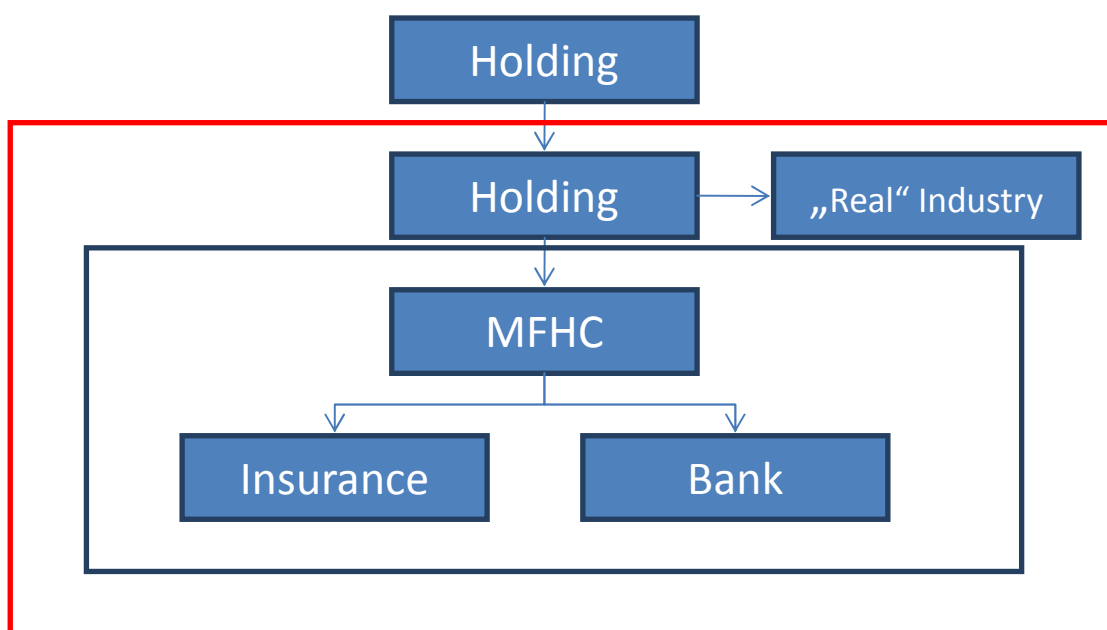 Holding
Holding
„Real“ Industry
MFHC
Insurance
Bank